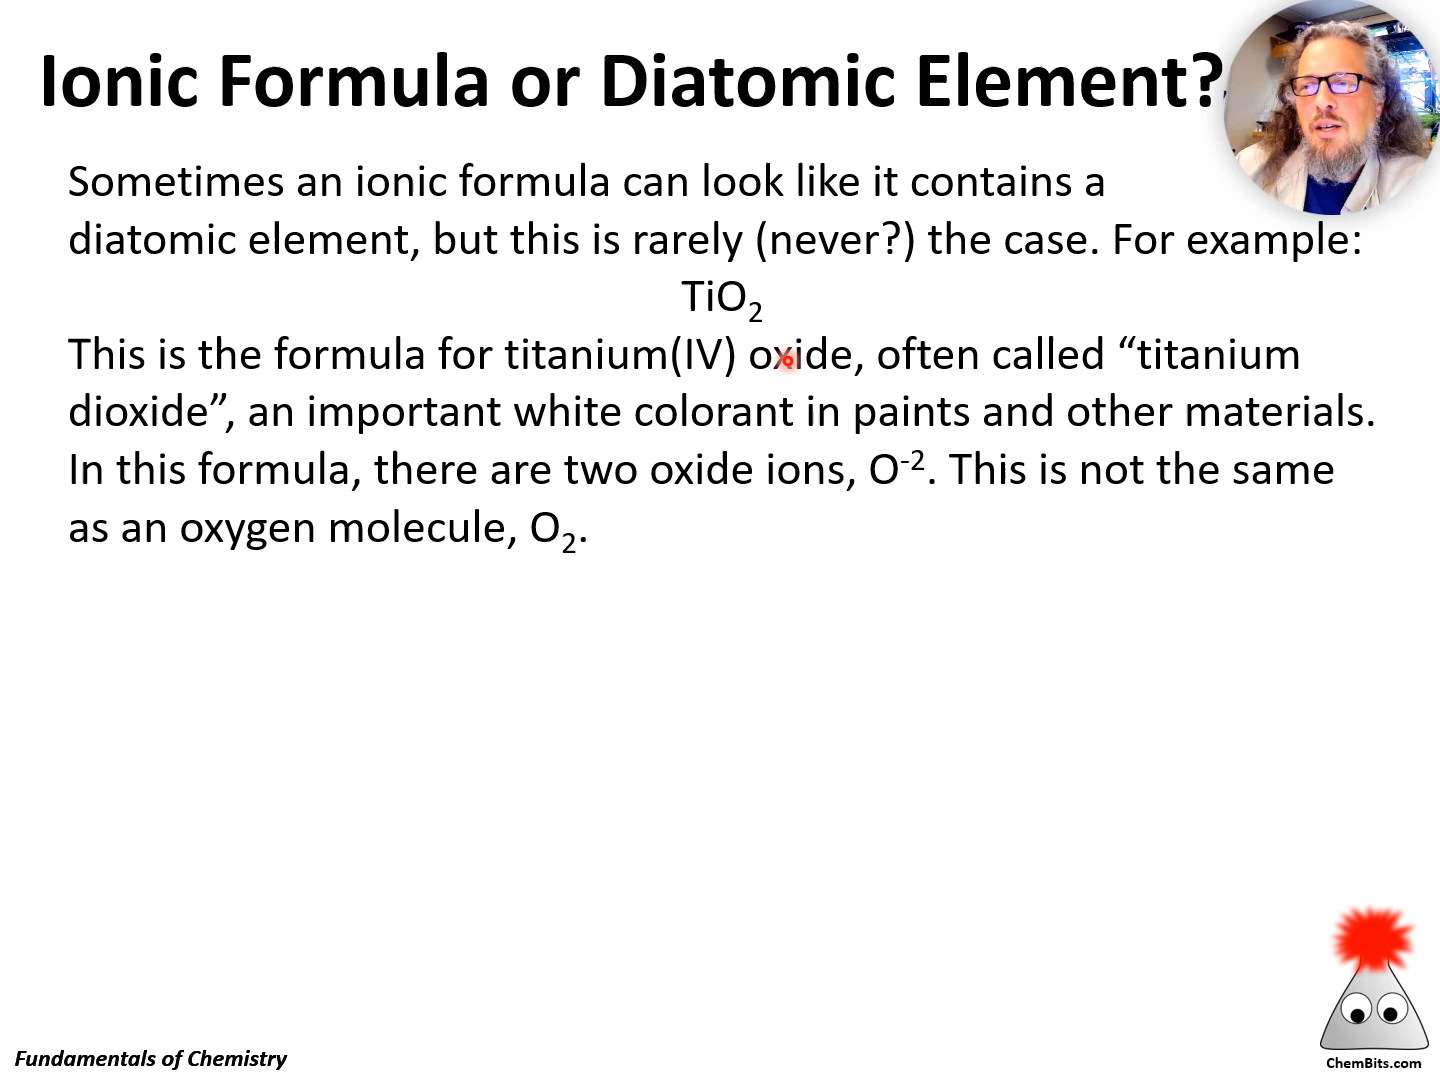 Ionic Formula or Diatomic Element?
Sometimes an ionic formula can look like it contains a
diatomic element, but this is rarely (never?) the case. For example:
TiO₂
This is the formula for titanium(IV) oxide, often called “titanium
dioxide”, an important white colorant in paints and other materials.
In this formula, there are two oxide ions, O⁻². This is not the same
as an oxygen molecule, O₂.
Fundamentals of Chemistry
ChemBits.com